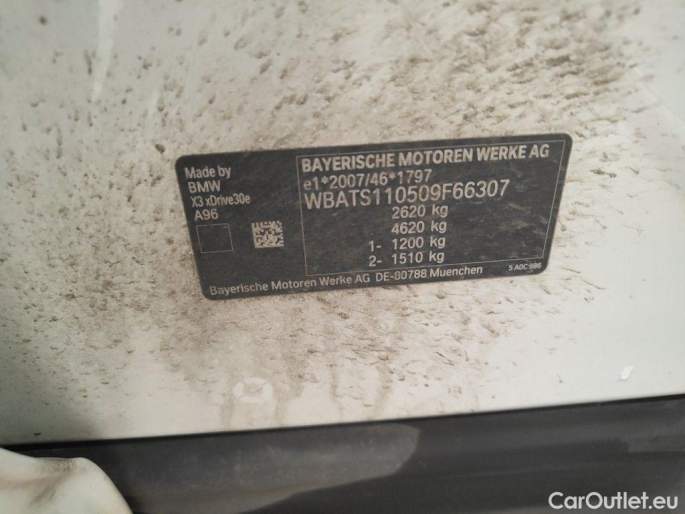 Made by
BMW
X3 xDrive30e
A96
BAYERISCHE MOTOREN WERKE AG
e1*2007/46*1797
WBATS110509F66307
2620 kg
4620 kg
1- 1200 kg
2- 1510 kg
Bayerische Motoren Werke AG DE-80788 Muenchen
CarOutlet.eu